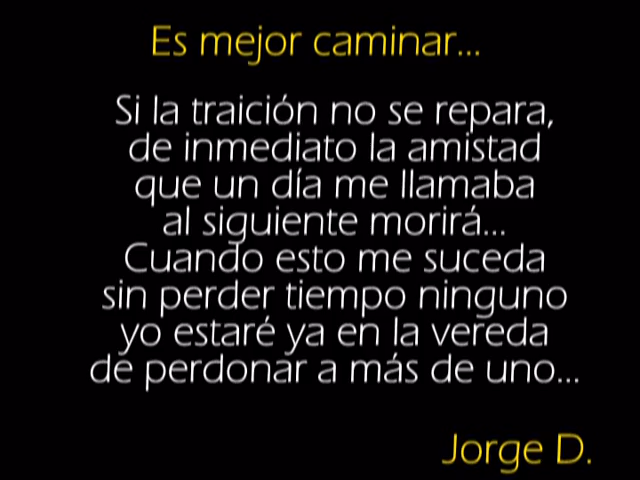 Es mejor caminar...
Si la traición no se repara,
de inmediato la amistad
que un día me llamaba
al siguiente morirá...
Cuando esto me suceda
sin perder tiempo ninguno
yo estaré ya en la vereda
de perdonar a más de uno...
Jorge D.